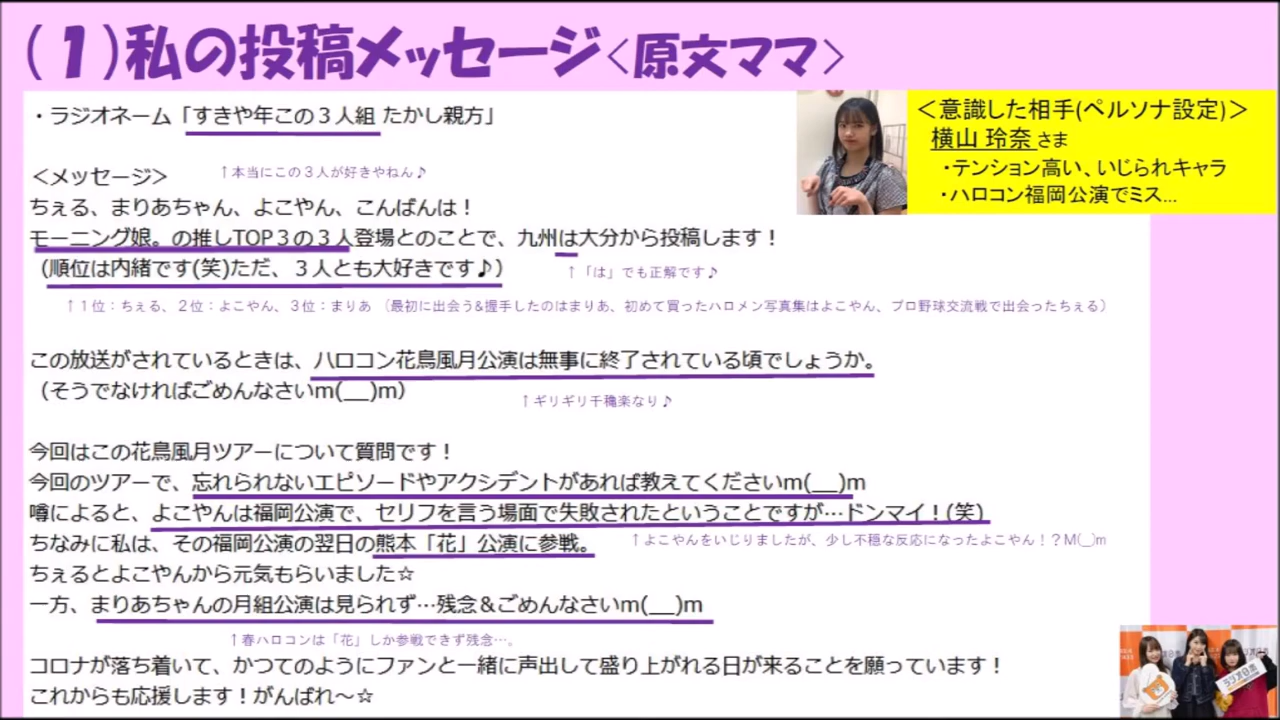 (１)私の投稿メッセージ＜原文ママ＞
・ラジオネーム「すきや年この３人組 たかし親方」
＜意識した相手(ペルソナ設定)＞
横山 玲奈 さま
・テンション高い、いじられキャラ
・ハロコン福岡公演でミス...
＜メッセージ＞
↑本当にこの３人が好きやねん♪
ちぇる、まりあちゃん、よこやん、こんばんは！
モーニング娘。の推しTOP３の３人登場とのことで、九州は大分から投稿します！
（順位は内緒です(笑)ただ、３人とも大好きです♪）
↑「は」でも正解です♪
↑１位：ちぇる、２位：よこやん、３位：まりあ （最初に出会う&握手したのはまりあ、初めて買ったハロメン写真集はよこやん、プロ野球交流戦で出会ったちぇる）
この放送がされているときは、ハロコン花鳥風月公演は無事に終了されている頃でしょうか。
（そうでなければごめんなさいm(__)m）
↑ギリギリ千穐楽なり♪
今回はこの花鳥風月ツアーについて質問です！
今回のツアーで、忘れられないエピソードやアクシデントがあれば教えてくださいm(__)m
噂によると、よこやんは福岡公演で、セリフを言う場面で失敗されたということですが…ドンマイ！(笑)
ちなみに私は、その福岡公演の翌日の熊本「花」公演に参戦。
↑よこやんをいじりましたが、少し不穏な反応になったよこやん！？M(_)m
ちぇるとよこやんから元気もらいました☆
一方、まりあちゃんの月組公演は見られず…残念＆ごめんなさいm(__)m
↑春ハロコンは「花」しか参戦できず残念…。
コロナが落ち着いて、かつてのようにファンと一緒に声出して盛り上がれる日が来ることを願っています！
これからも応援します！がんばれ～☆